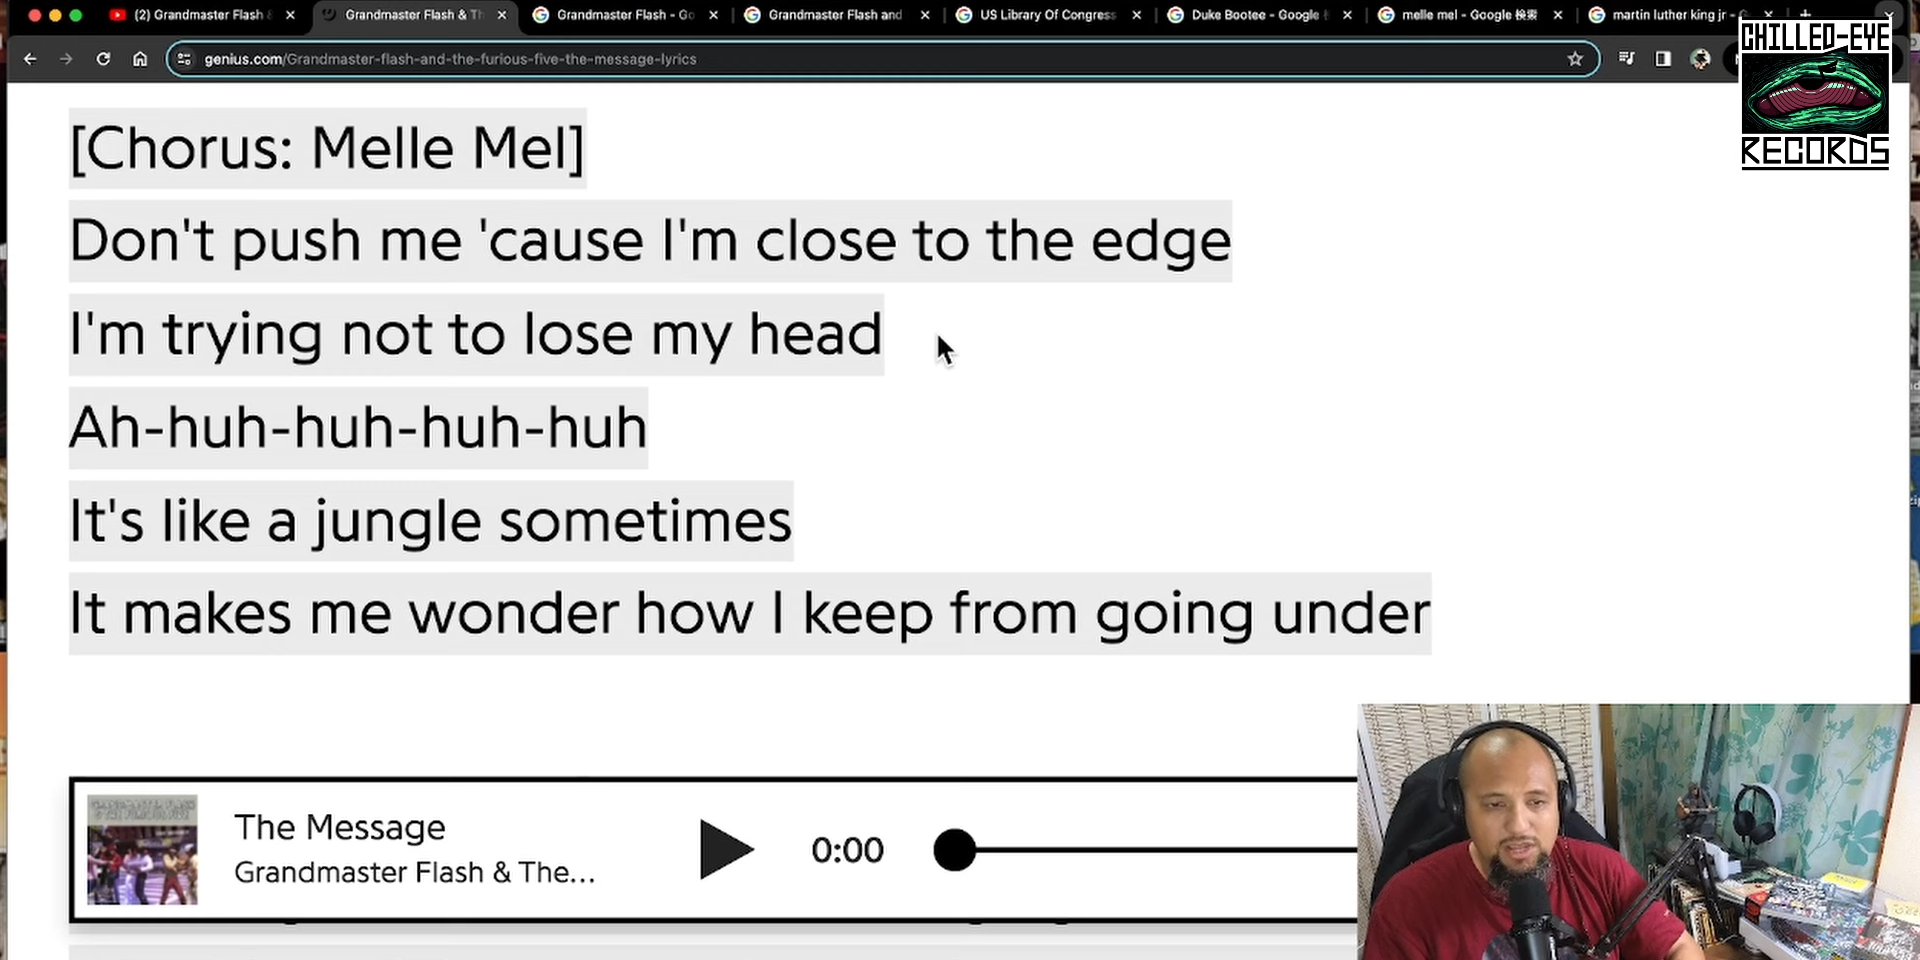 (2) Grandmaster Flash
Grandmaster Flash & Th
Grandmaster Flash - Go
Grandmaster Flash and
US Library Of Congress
Duke Bootee - Google
melle mel - Google 検索
martin luther king jr -
genius.com/Grandmaster-flash-and-the-furious-five-the-message-lyrics
CHILLED-EYE
RECORDS
[Chorus: Melle Mel]
Don't push me 'cause I'm close to the edge
I'm trying not to lose my head
Ah-huh-huh-huh-huh
It's like a jungle sometimes
It makes me wonder how I keep from going under
The Message
Grandmaster Flash & The...
0:00